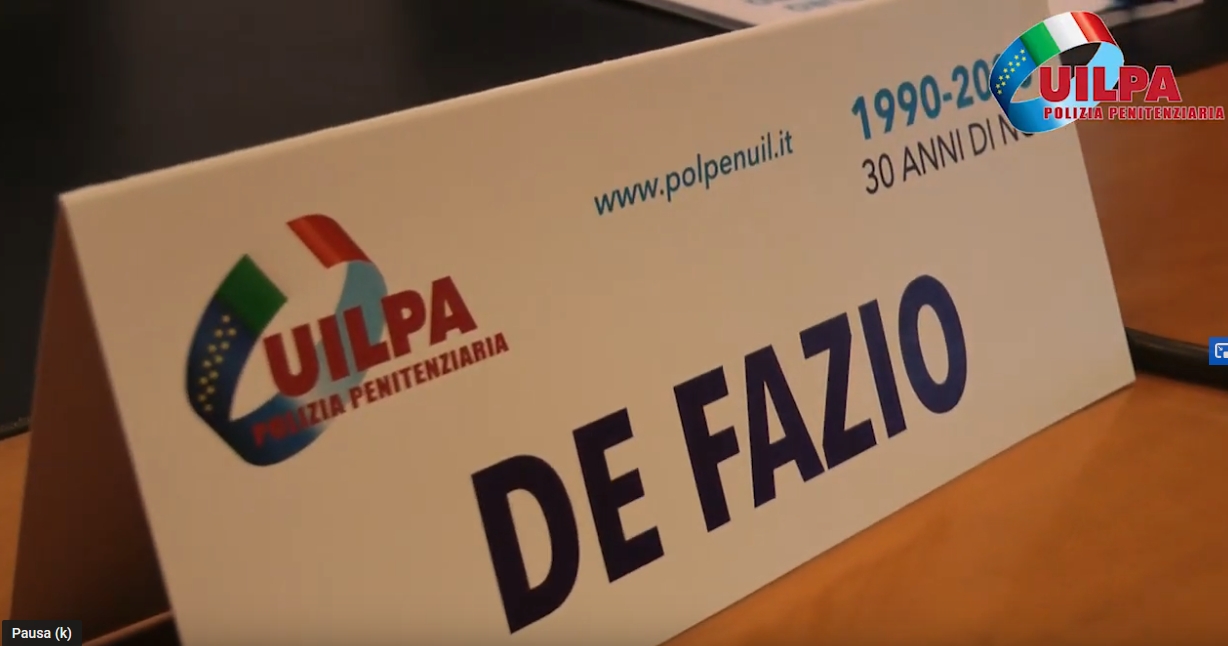 UILPA
POLIZIA PENITENZIARIA
www.polpenuil.it
1990-20
30 ANNI DI
UILPA
POLIZIA PENITENZIARIA
DE FAZIO
Pausa (k)